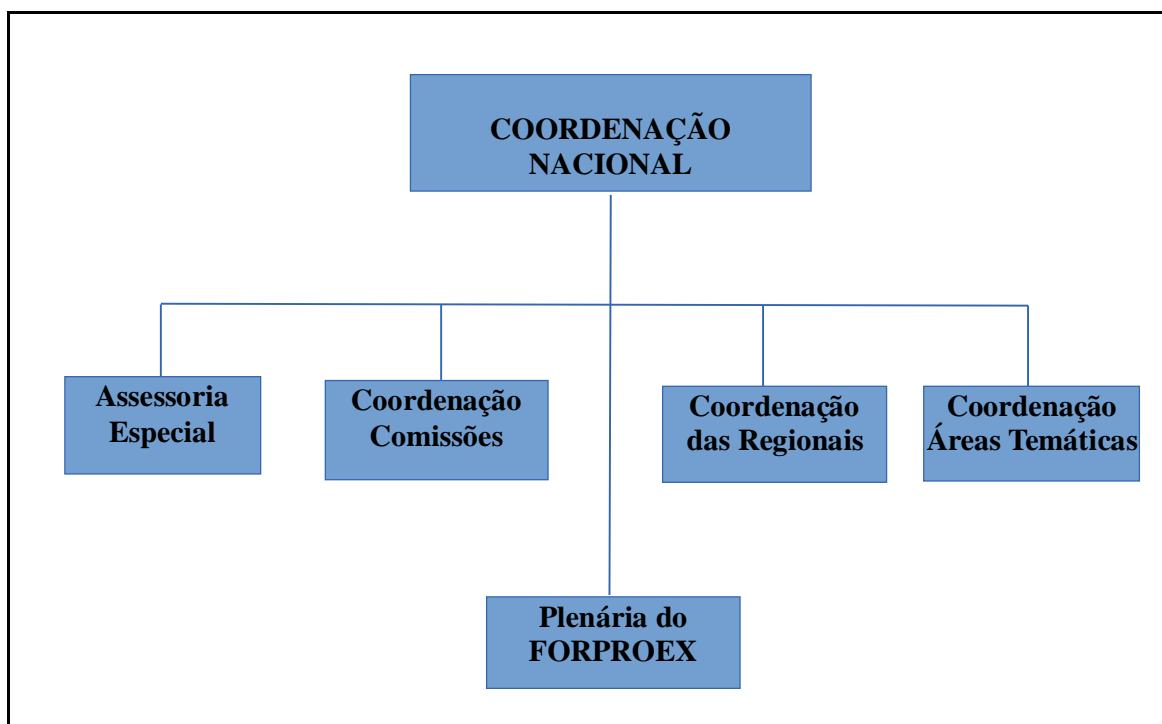 COORDENAÇÃO
NACIONAL
Assessoria
Especial
Coordenação
Comissões
Coordenação
das Regionais
Coordenação
Áreas Temáticas
Plenária do
FORPROEX